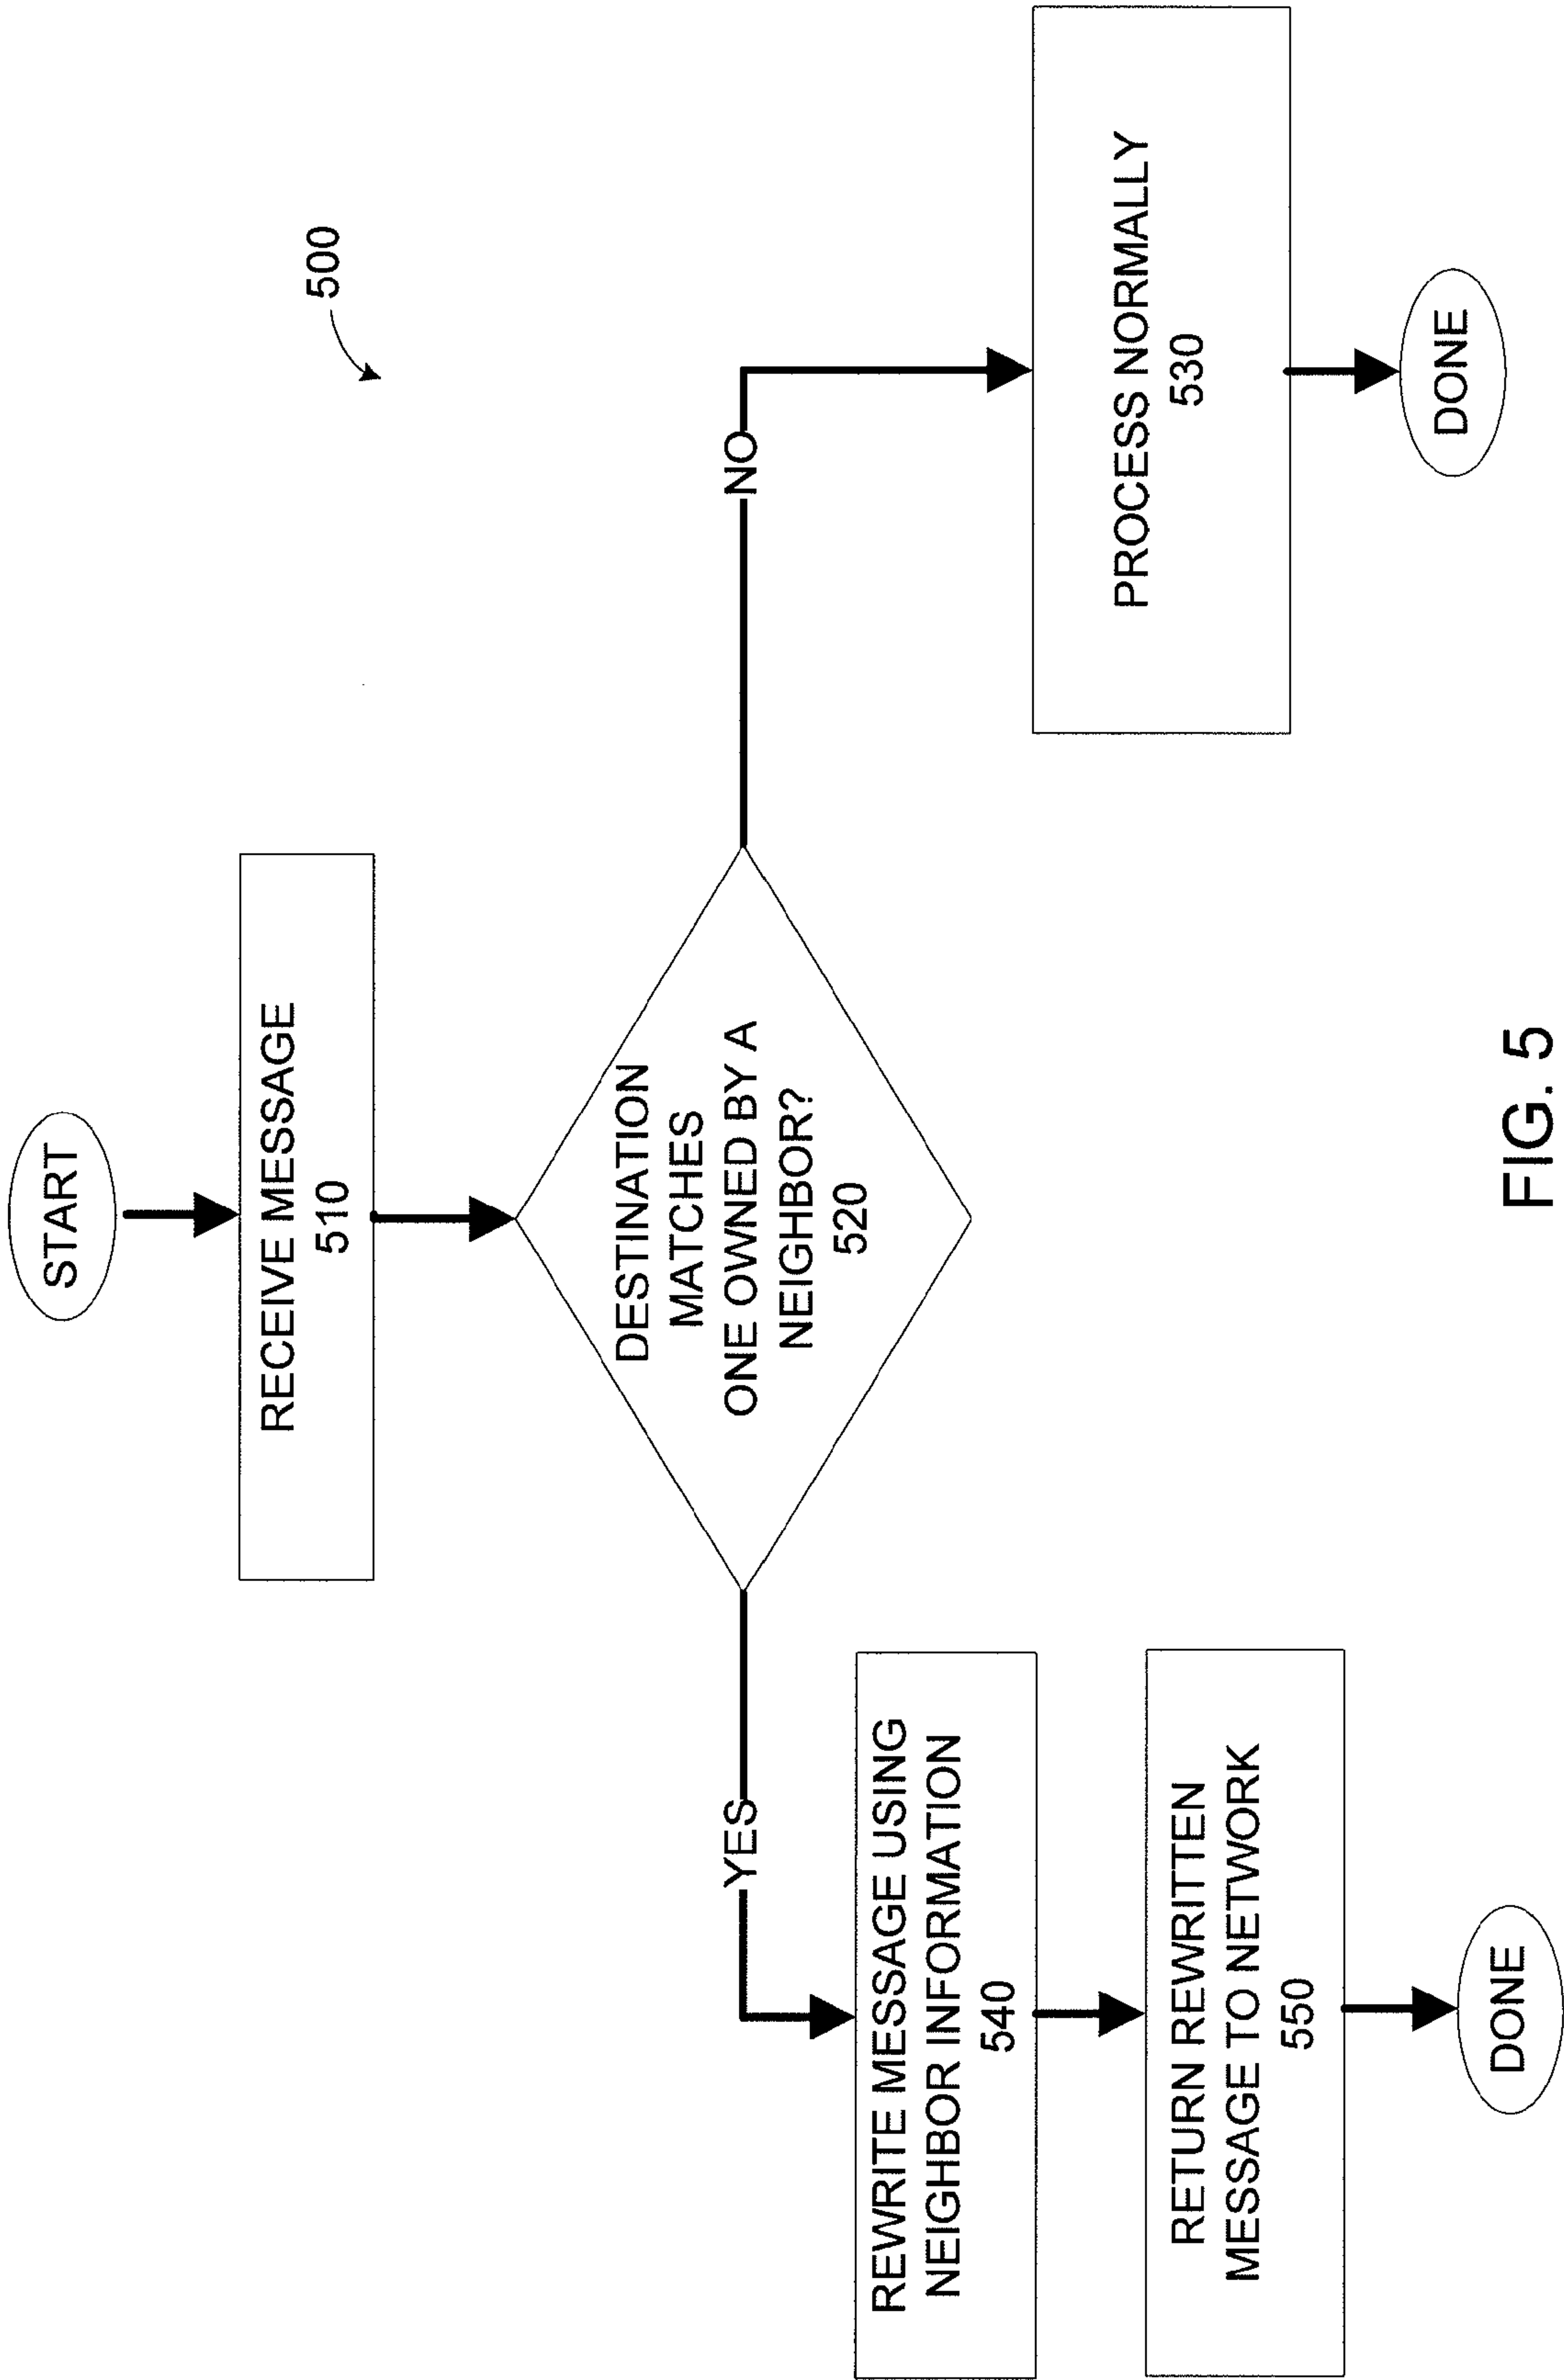 500
START
RECEIVE MESSAGE
510
DESTINATION
MATCHES
ONE OWNED BY A
NEIGHBOR?
520
YES
NO
REWRITE MESSAGE USING
NEIGHBOR INFORMATION
540
RETURN REWRITTEN
MESSAGE TO NETWORK
550
DONE
PROCESS NORMALLY
530
DONE
FIG. 5